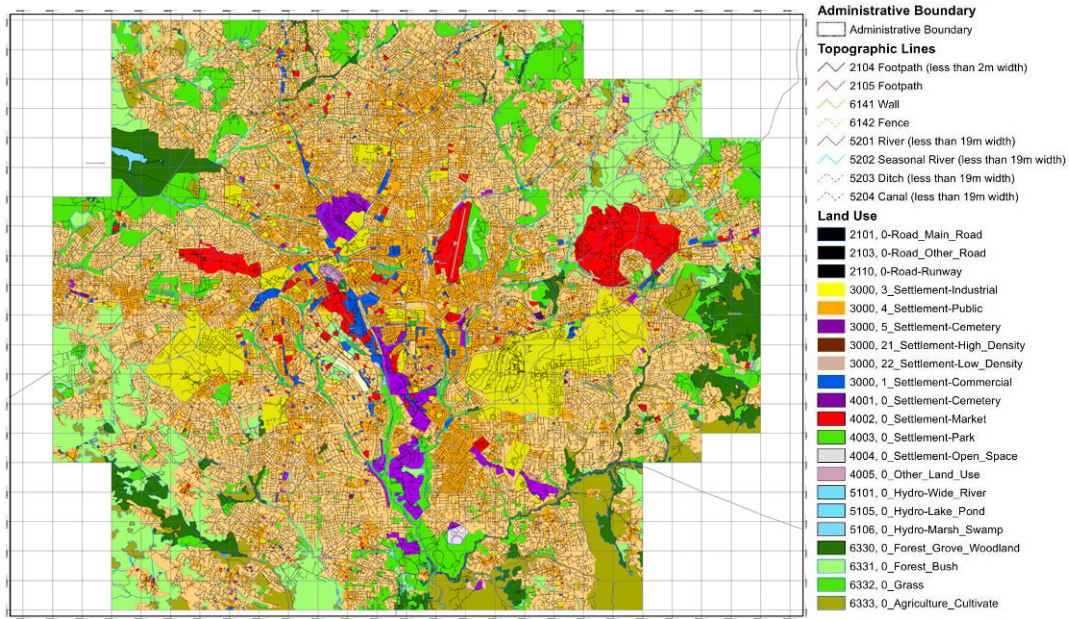 Administrative Boundary
Administrative Boundary
Topographic Lines
2104 Footpath (less than 2m width)
2105 Footpath
6141 Wall
6142 Fence
5201 River (less than 19m width)
5202 Seasonal River (less than 19m width)
5203 Ditch (less than 19m width)
5204 Canal (less than 19m width)
Land Use
2101, 0-Road_Main_Road
2103, 0-Road_Other_Road
2110, 0-Road-Runway
3000, 3_Settlement-Industrial
3000, 4_Settlement-Public
3000, 5_Settlement-Cemetery
3000, 21_Settlement-High_Density
3000, 22_Settlement-Low_Density
3000, 1_Settlement-Commercial
4001, 0_Settlement-Cemetery
4002, 0_Settlement-Market
4003, 0_Settlement-Park
4004, 0_Settlement-Open_Space
4005, 0_Other_Land_Use
5101, 0_Hydro-Wide_River
5105, 0_Hydro-Lake_Pond
5106, 0_Hydro-Marsh_Swamp
6330, 0_Forest_Grove_Woodland
6331, 0_Forest_Bush
6332, 0_Grass
6333, 0_Agriculture_Cultivate